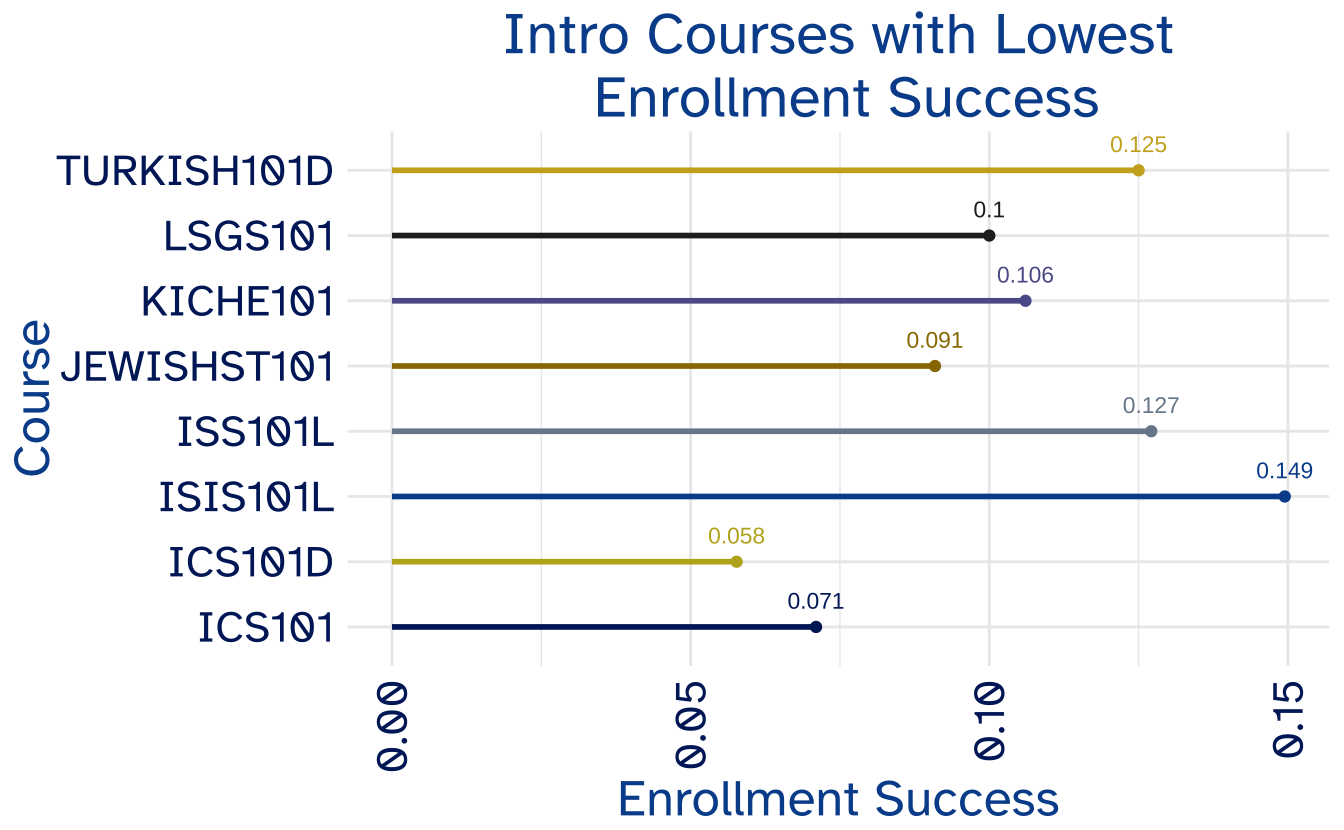 Intro Courses with Lowest
Enrollment Success
TURKISH101D
0.125
LSGS101
0.1
KICHE101
0.106
JEWISHST101
0.091
ISS101L
0.127
ISIS101L
0.149
ICS101D
0.058
ICS101
0.071
Course
0.00
0.05
0.10
0.15
Enrollment Success